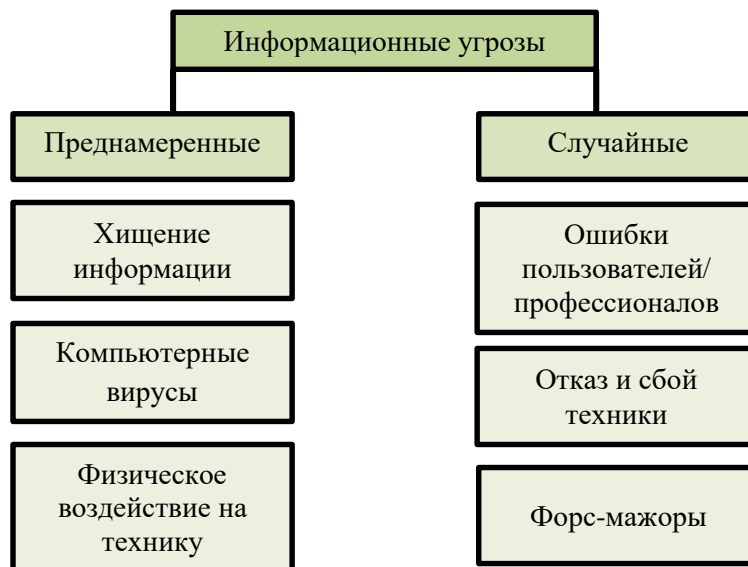 Информационные угрозы
Преднамеренные
Случайные
Хищение
информации
Ошибки
пользователей/
профессионалов
Компьютерные
вирусы
Отказ и сбой
техники
Физическое
воздействие на
технику
Форс-мажоры